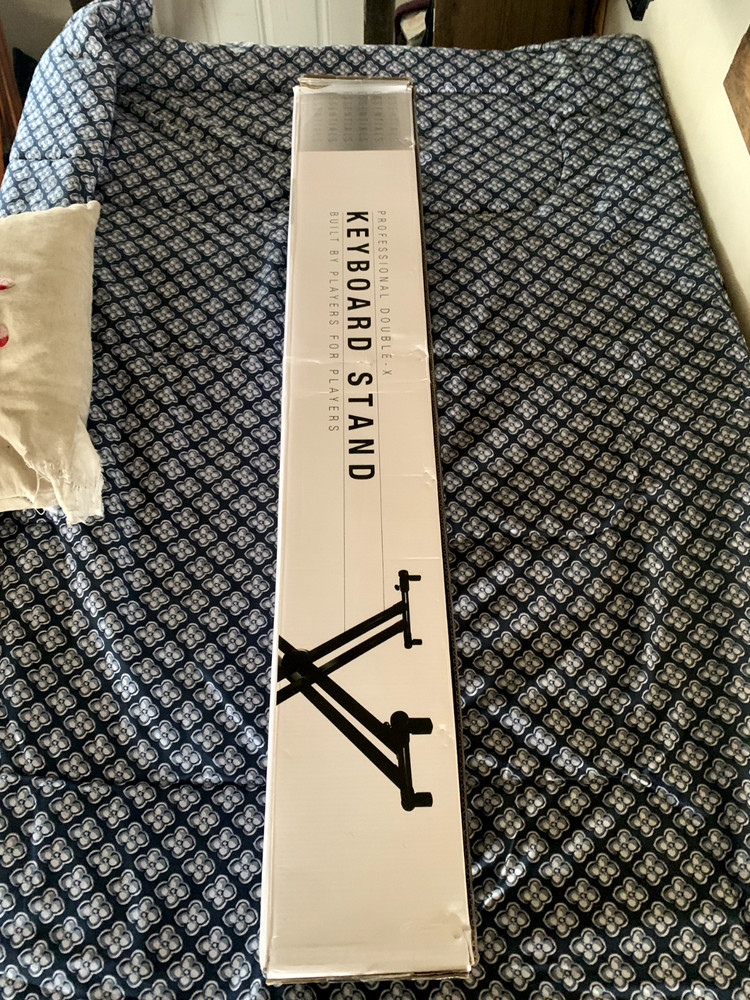 PROFESSIONAL DOUBLE-X
KEYBOARD STAND
BUILT BY PLAYERS FOR PLAYERS